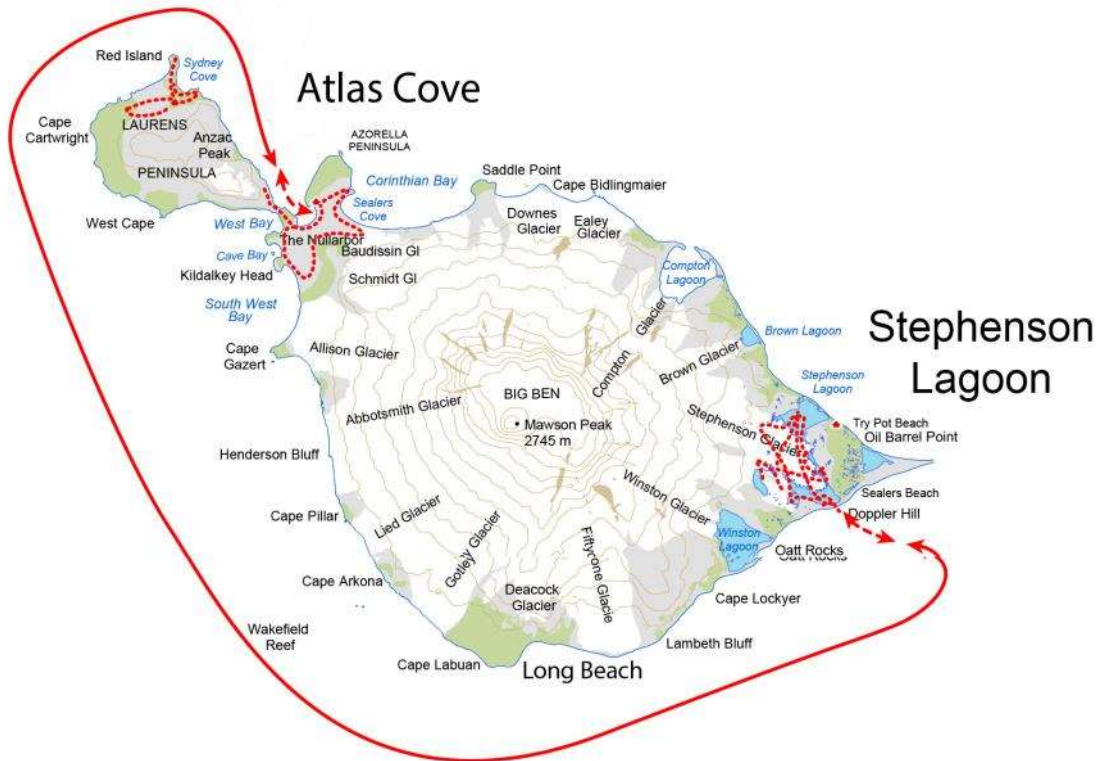 Red Island
Sydney
Cove
Atlas Cove
Cape
Cartwright
LAURENS
Anzac
Peak
PENINSULA
AZORELLA
PENINSULA
Saddle Point
Corinthian Bay
Cape Bidlingmaier
Sealers
Cove
West Cape
West Bay
Downes
Glacier
Ealey
Glacier
The Nullarbor
Cave Bay
Baudissin Gl
Kildalkey Head
Schmidt Gl
Compton
Lagoon
South West
Bay
Stephenson
Lagoon
Brown Lagoon
Cape
Gazert
Allison Glacier
Compton Glacier
Brown Glacier
Stephenson
Lagoon
BIG BEN
Abbotsmith Glacier
Mawson Peak
2745 m
Stephenson Glacier
Try Pot Beach
Oil Barrel Point
Henderson Bluff
Winston Glacier
Sealers Beach
Doppler Hill
Cape Pillar
Lied Glacier
Gotley Glacier
Fiftyone Glacie
Winston
Lagoon
Oatt Rocks
Oatt Rocks
Cape Arkona
Deacock
Glacier
Cape Lockyer
Wakefield
Reef
Lambeth Bluff
Cape Labuan
Long Beach